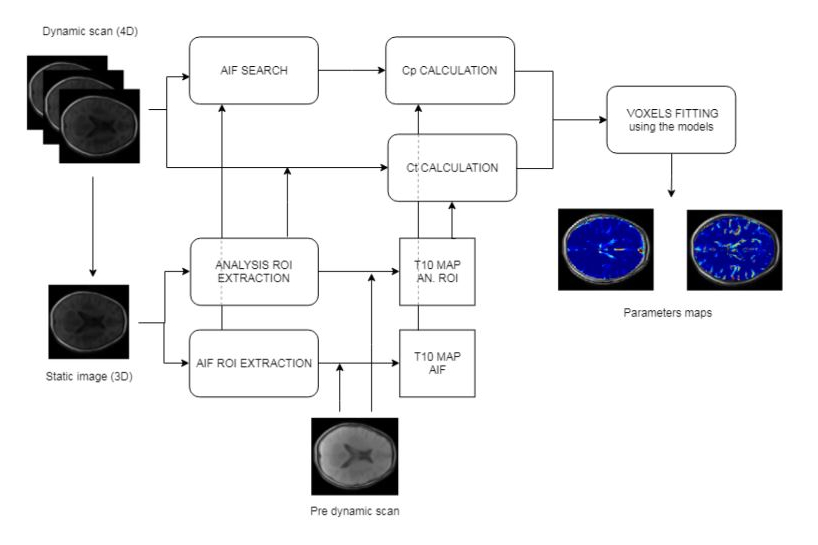 Dynamic scan (4D)
AIF SEARCH
Cp CALCULATION
VOXELS FITTING
using the models
Ct CALCULATION
ANALYSIS ROI
EXTRACTION
T10 MAP
AN. ROI
Parameters maps
AIF ROI EXTRACTION
T10 MAP
AIF
Static image (3D)
Pre dynamic scan